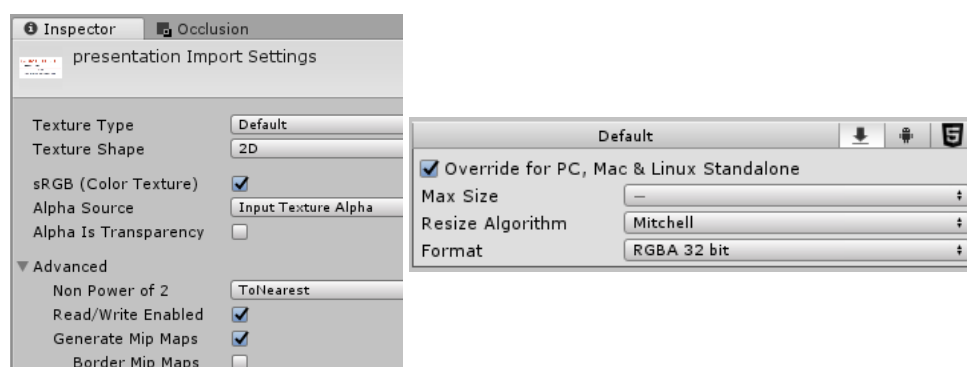 Inspector
Occlusion
presentation Import Settings
Texture Type Default
Texture Shape 2D
sRGB (Color Texture)
Alpha Source Input Texture Alpha
Alpha Is Transparency
Advanced
Non Power of 2 ToNearest
Read/Write Enabled
Generate Mip Maps
Border Mip Maps
Default
Override for PC, Mac & Linux Standalone
Max Size —
Resize Algorithm Mitchell
Format RGBA 32 bit